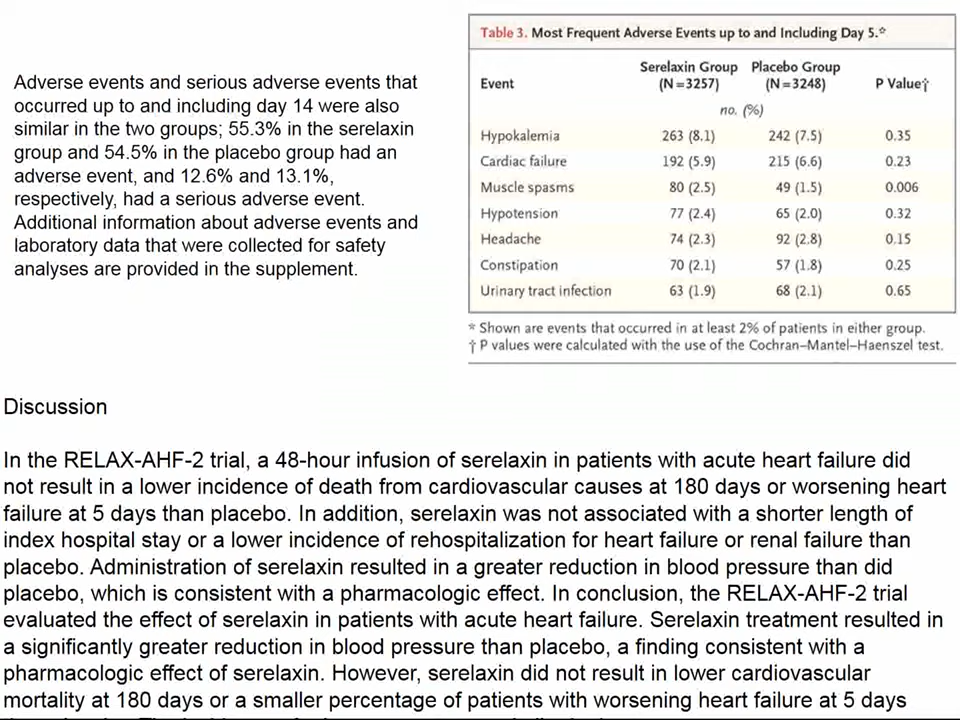 Adverse events and serious adverse events that
occurred up to and including day 14 were also
similar in the two groups; 55.3% in the serelaxin
group and 54.5% in the placebo group had an
adverse event, and 12.6% and 13.1%,
respectively, had a serious adverse event.
Additional information about adverse events and
laboratory data that were collected for safety
analyses are provided in the supplement.
Table 3. Most Frequent Adverse Events up to and Including Day 5.*
Event Serelaxin Group (N=3257) Placebo Group (N=3248) P Value†
no. (%)
Hypokalemia 263 (8.1) 242 (7.5) 0.35
Cardiac failure 192 (5.9) 215 (6.6) 0.23
Muscle spasms 80 (2.5) 49 (1.5) 0.006
Hypotension 77 (2.4) 65 (2.0) 0.32
Headache 74 (2.3) 92 (2.8) 0.15
Constipation 70 (2.1) 57 (1.8) 0.25
Urinary tract infection 63 (1.9) 68 (2.1) 0.65
* Shown are events that occurred in at least 2% of patients in either group.
† P values were calculated with the use of the Cochran–Mantel–Haenszel test.
Discussion
In the RELAX-AHF-2 trial, a 48-hour infusion of serelaxin in patients with acute heart failure did
not result in a lower incidence of death from cardiovascular causes at 180 days or worsening heart
failure at 5 days than placebo. In addition, serelaxin was not associated with a shorter length of
index hospital stay or a lower incidence of rehospitalization for heart failure or renal failure than
placebo. Administration of serelaxin resulted in a greater reduction in blood pressure than did
placebo, which is consistent with a pharmacologic effect. In conclusion, the RELAX-AHF-2 trial
evaluated the effect of serelaxin in patients with acute heart failure. Serelaxin treatment resulted in
a significantly greater reduction in blood pressure than placebo, a finding consistent with a
pharmacologic effect of serelaxin. However, serelaxin did not result in lower cardiovascular
mortality at 180 days or a smaller percentage of patients with worsening heart failure at 5 days